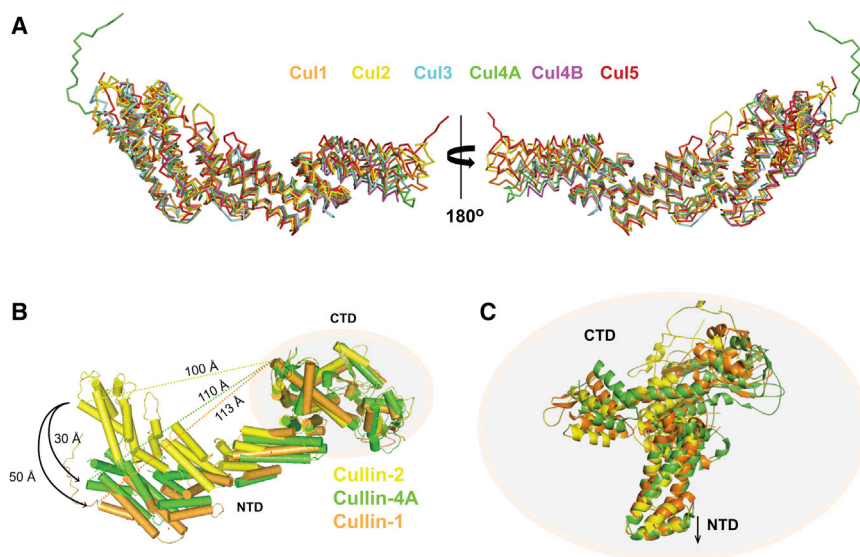 A
Cul1 Cul2 Cul3 Cul4A Cul4B Cul5
180º
B
CTD
100 Å
110 Å
113 Å
30 Å
50 Å
NTD
Cullin-2
Cullin-4A
Cullin-1
C
CTD
NTD